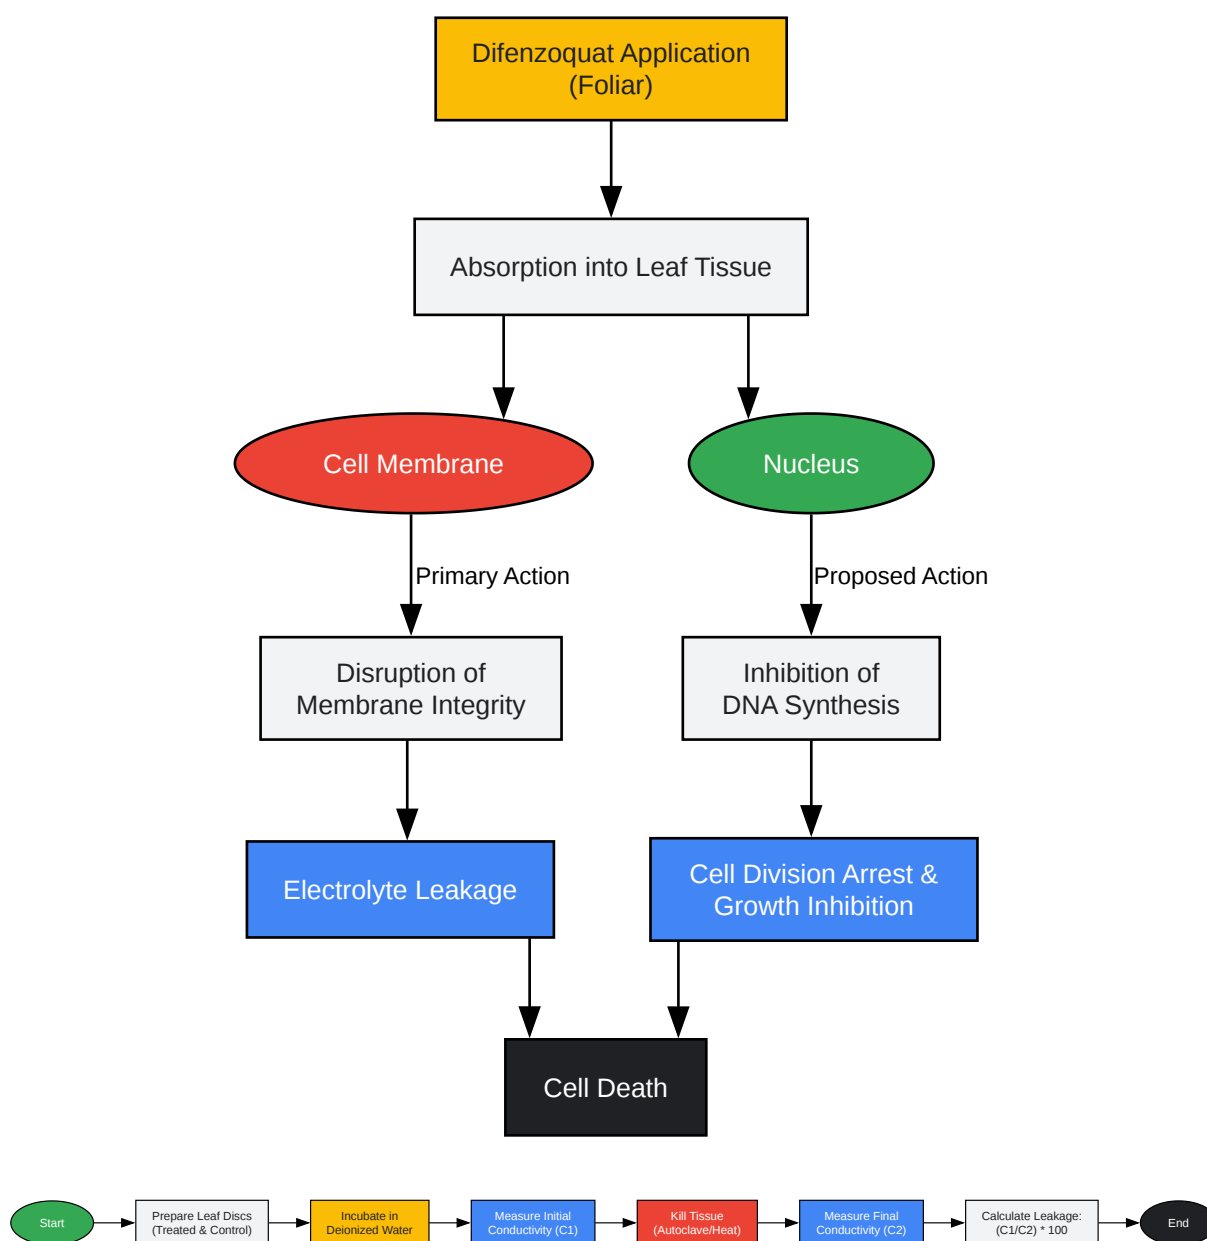 Difenzoquat Application
(Foliar)
Absorption into Leaf Tissue
Cell Membrane
Nucleus
Primary Action
Proposed Action
Disruption of
Membrane Integrity
Inhibition of
DNA Synthesis
Electrolyte Leakage
Cell Division Arrest &
Growth Inhibition
Cell Death
Start
Prepare Leaf Discs
(Treated & Control)
Incubate in
Deionized Water
Measure Initial
Conductivity (C1)
Kill Tissue
(Autoclave/Heat)
Measure Final
Conductivity (C2)
Calculate Leakage:
(C1/C2) * 100
End